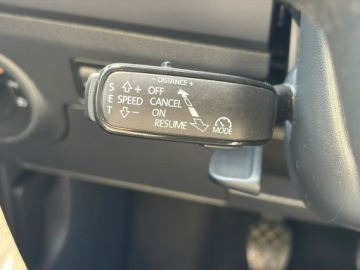 - DISTANCE +
S E T
+ OFF
SPEED CANCEL
- ON
RESUME
MODE